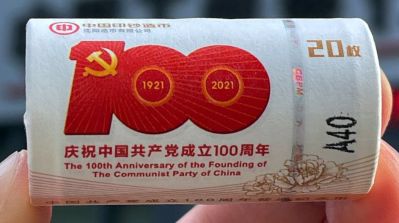 中国印钞造币
沈阳造币有限公司
20枚
100
1921 2021
CBPM
A40
庆祝中国共产党成立100周年
The 100th Anniversary of the Founding of
The Communist Party of China